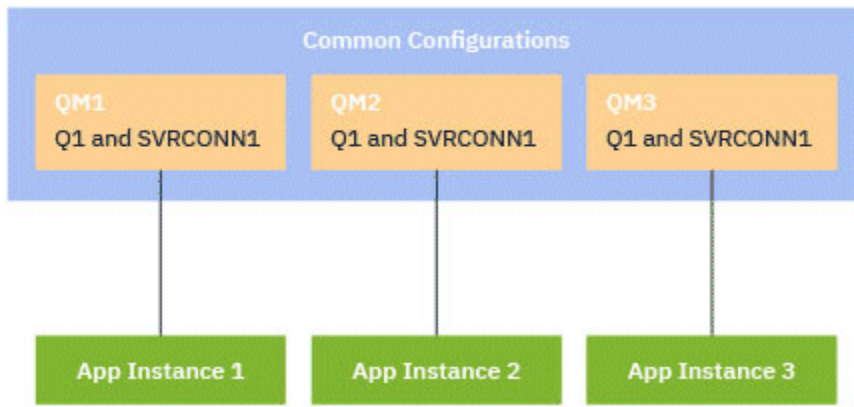 Common Configurations
QM1
Q1 and SVRCONN1
QM2
Q1 and SVRCONN1
QM3
Q1 and SVRCONN1
App Instance 1
App Instance 2
App Instance 3